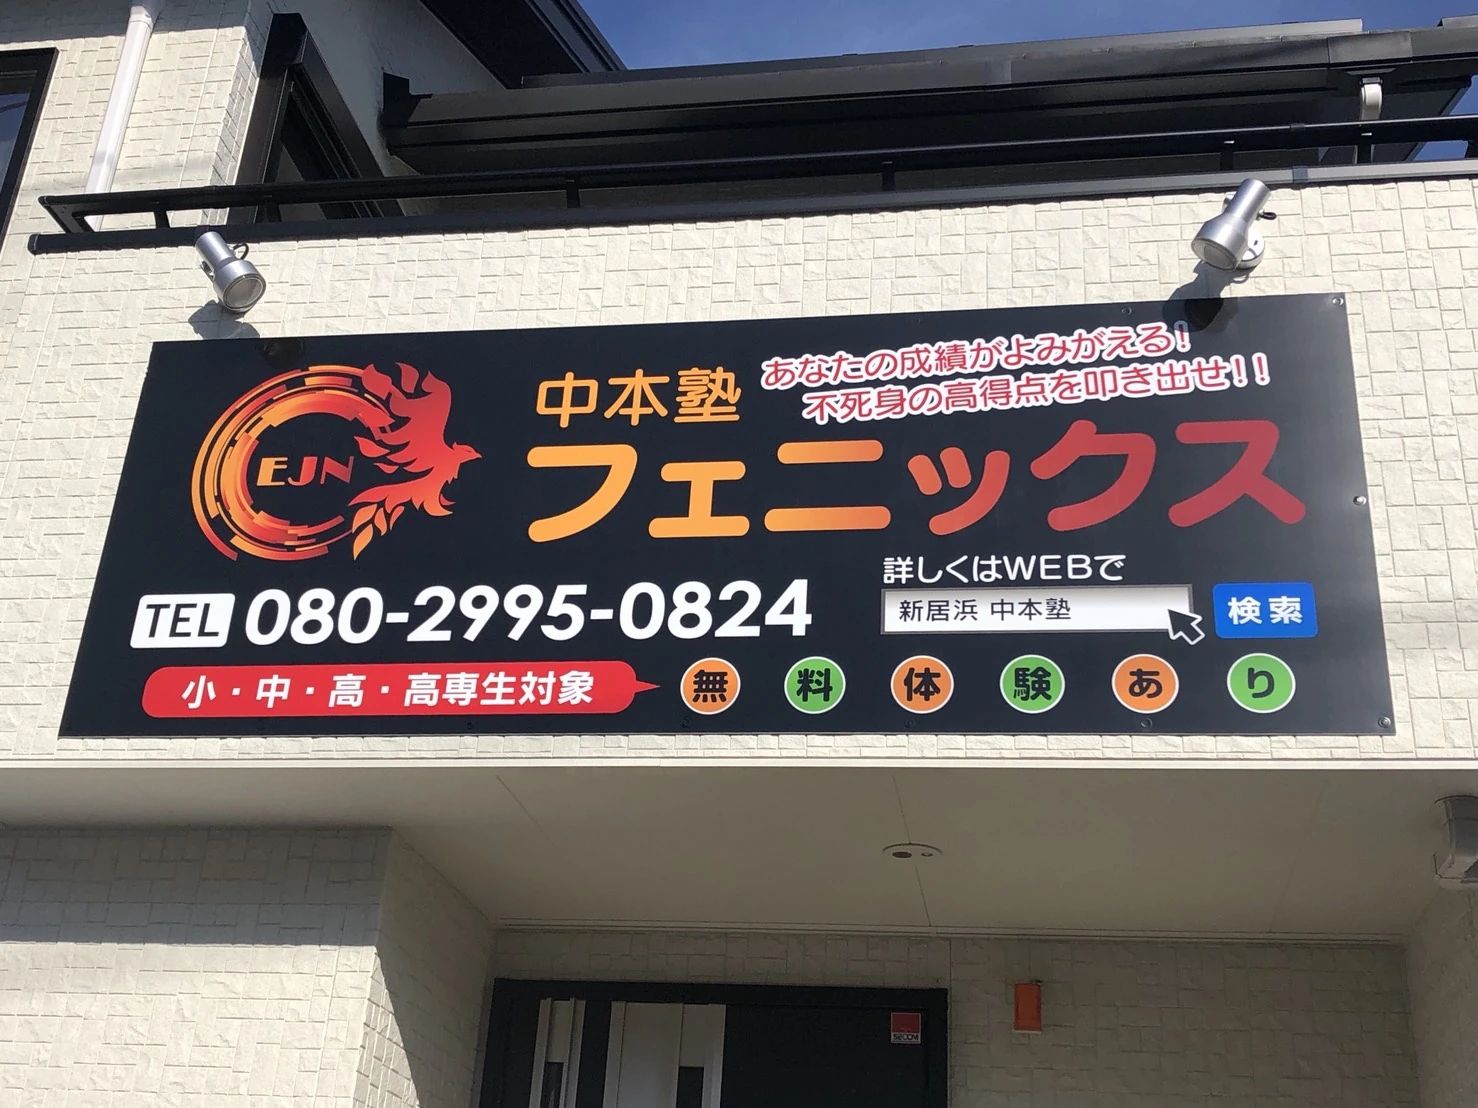 EJN
中本塾
あなたの成績がよみがえる!
不死身の高得点を叩き出せ!!
フェニックス
TEL 080-2995-0824
詳しくはWEBで
新居浜 中本塾 検索
小・中・高・高専生対象
無料体験あり
SECOM